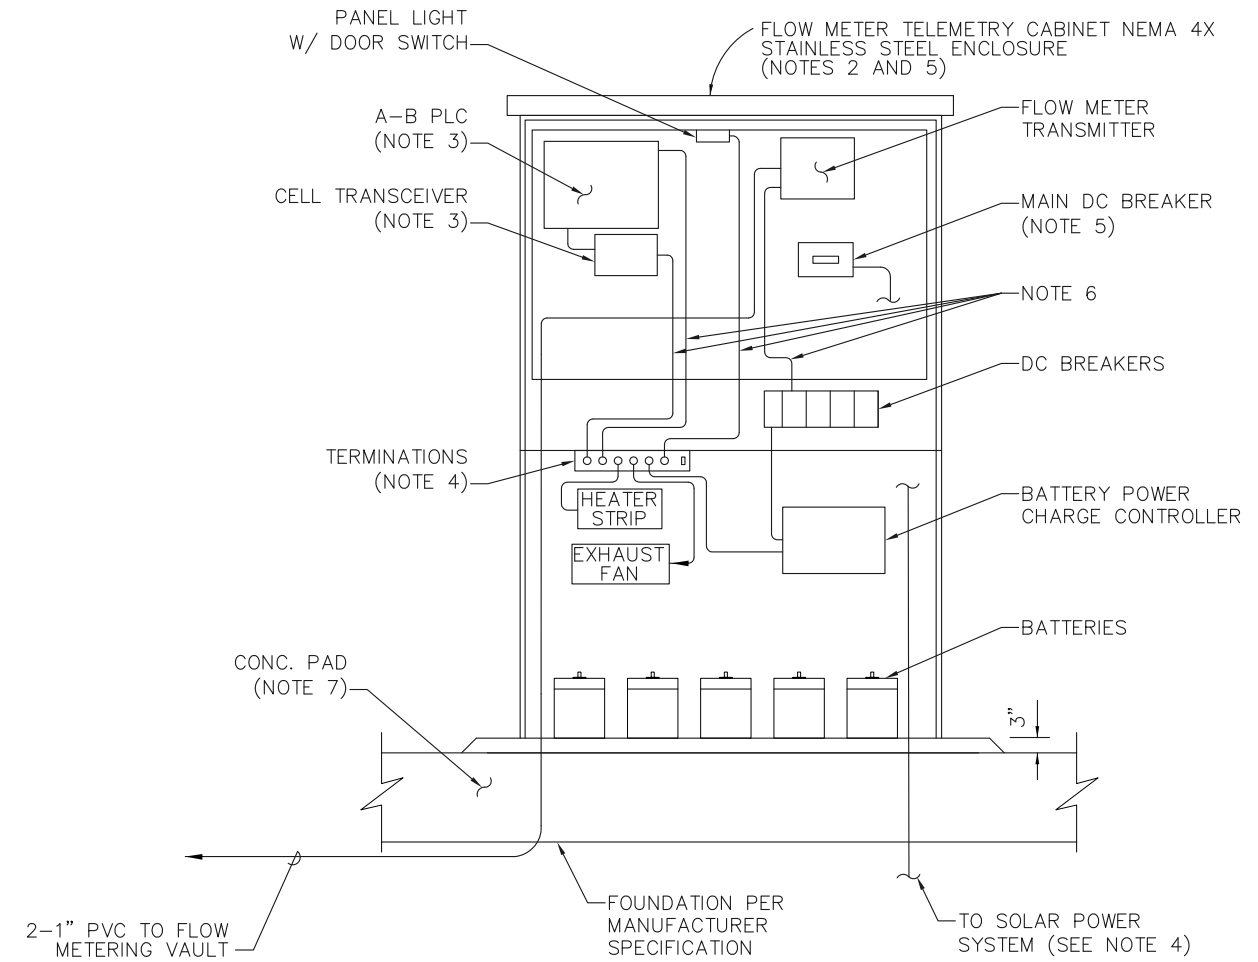 PANEL LIGHT
W/ DOOR SWITCH
FLOW METER TELEMETRY CABINET NEMA 4X
STAINLESS STEEL ENCLOSURE
(NOTES 2 AND 5)
A-B PLC
(NOTE 3)
FLOW METER
TRANSMITTER
CELL TRANSCEIVER
(NOTE 3)
MAIN DC BREAKER
(NOTE 5)
NOTE 6
DC BREAKERS
TERMINATIONS
(NOTE 4)
HEATER
STRIP
BATTERY POWER
CHARGE CONTROLLER
EXHAUST
FAN
BATTERIES
CONC. PAD
(NOTE 7)
3"
2-1" PVC TO FLOW
METERING VAULT
FOUNDATION PER
MANUFACTURER
SPECIFICATION
TO SOLAR POWER
SYSTEM (SEE NOTE 4)